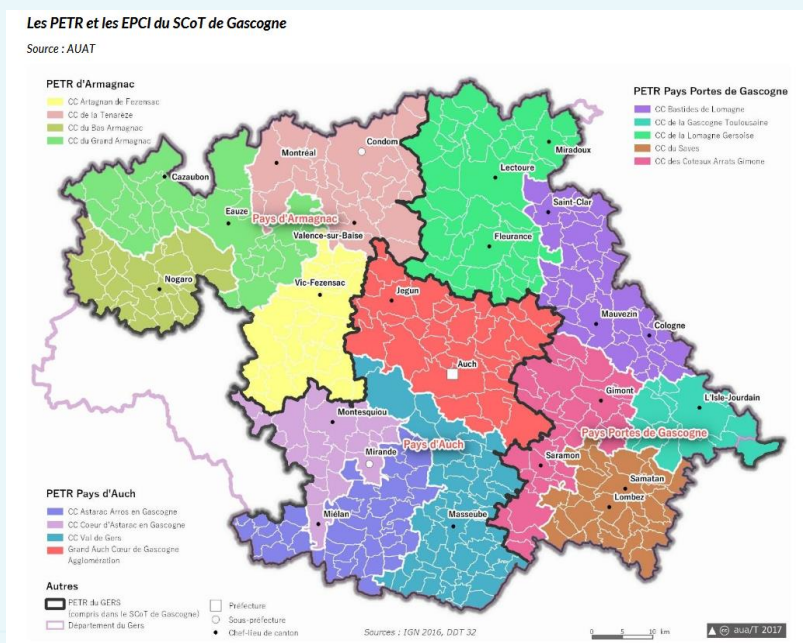 Les PETR et les EPCI du SCoT de Gascogne
Source : AUAT
PETR d'Armagnac
CC Artagnan de Fezensac
CC de la Tenarèze
CC du Bas Armagnac
CC du Grand Armagnac
PETR Pays Portes de Gascogne
CC Bastides de Lomagne
CC de la Gascogne Toulousaine
CC de la Lomagne Gersoise
CC du Saves
CC des Coteaux Arrats Gimone
Condom
Montréal
Miradoux
Cazaubon
Lectoure
Saint-Clar
Eauze
Pays d'Armagnac
Valence-sur-Baise
Fleurance
Nogaro
Vic-Fezensac
Jegun
Mauvezin
Cologne
Auch
Gimont
L'Isle-Jourdain
Montesquiou
Pays d'Auch
Pays Portes de Gascogne
Mirande
Saramon
Samatan
Lombez
Miélan
Masseube
PETR Pays d'Auch
CC Astarac Arros en Gascogne
CC Coeur d'Astarac en Gascogne
CC Val de Gers
Grand Auch Cœur de Gascogne
Agglomération
Autres
PETR du GERS
(compris dans le SCoT de Gascogne)
Département du Gers
Préfecture
Sous-préfecture
Chef-lieu de canton
Sources : IGN 2016, DDT 32
0 5 10 km
cc aua/T 2017